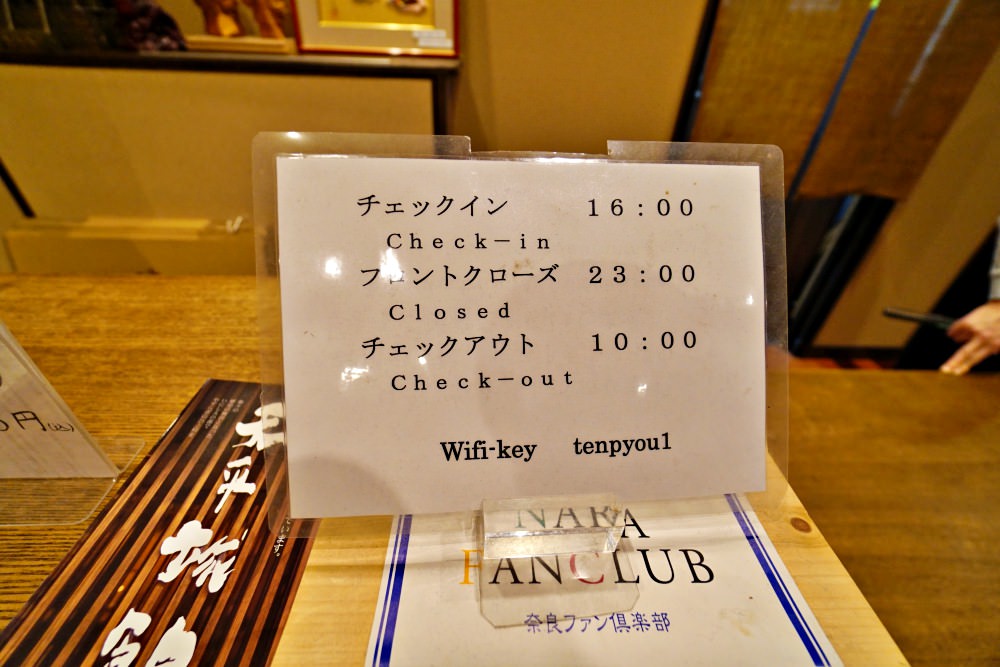 チェックイン　１６：００
Ｃｈｅｃｋ－ｉｎ
フロントクローズ　２３：００
Ｃｌｏｓｅｄ
チェックアウト　１０：００
Ｃｈｅｃｋ－ｏｕｔ
Wifi-key tenpyou1
円(込)
NARA
FANCLUB
奈良ファン倶楽部